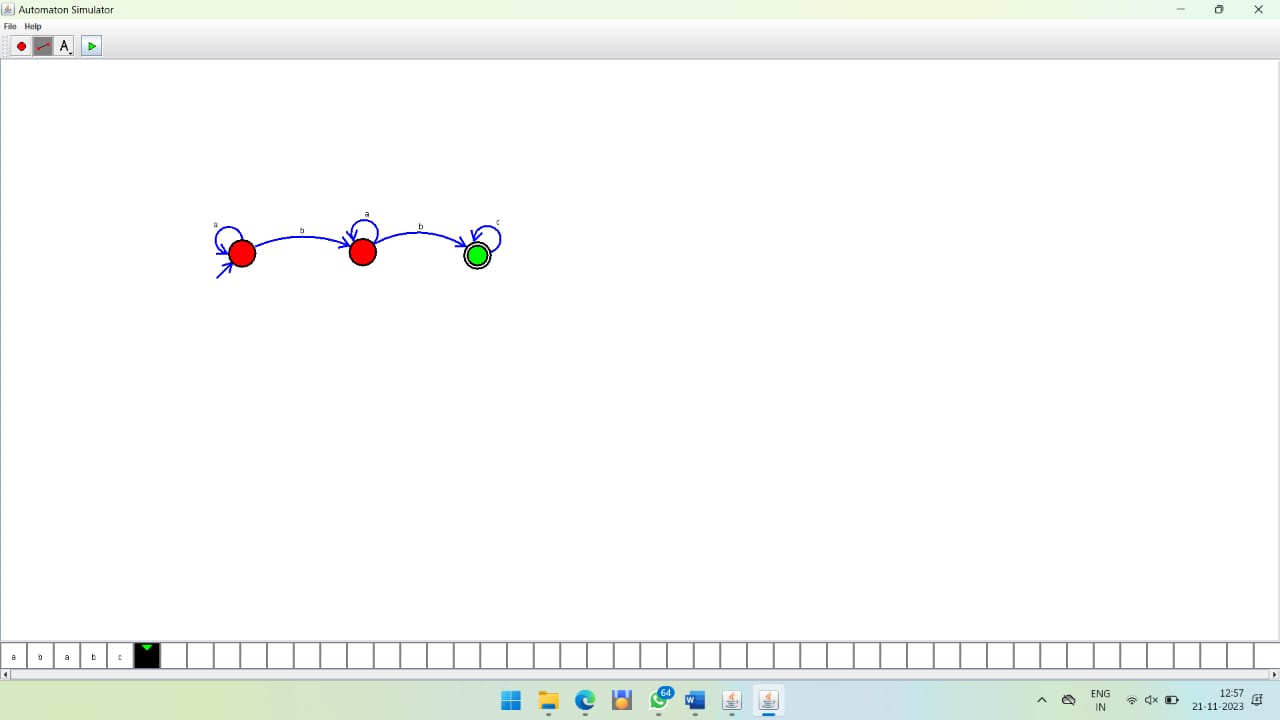 Automaton Simulator
File Help
A
a b a b c
a b a b c
64
ENG
IN
12:57
21-11-2023